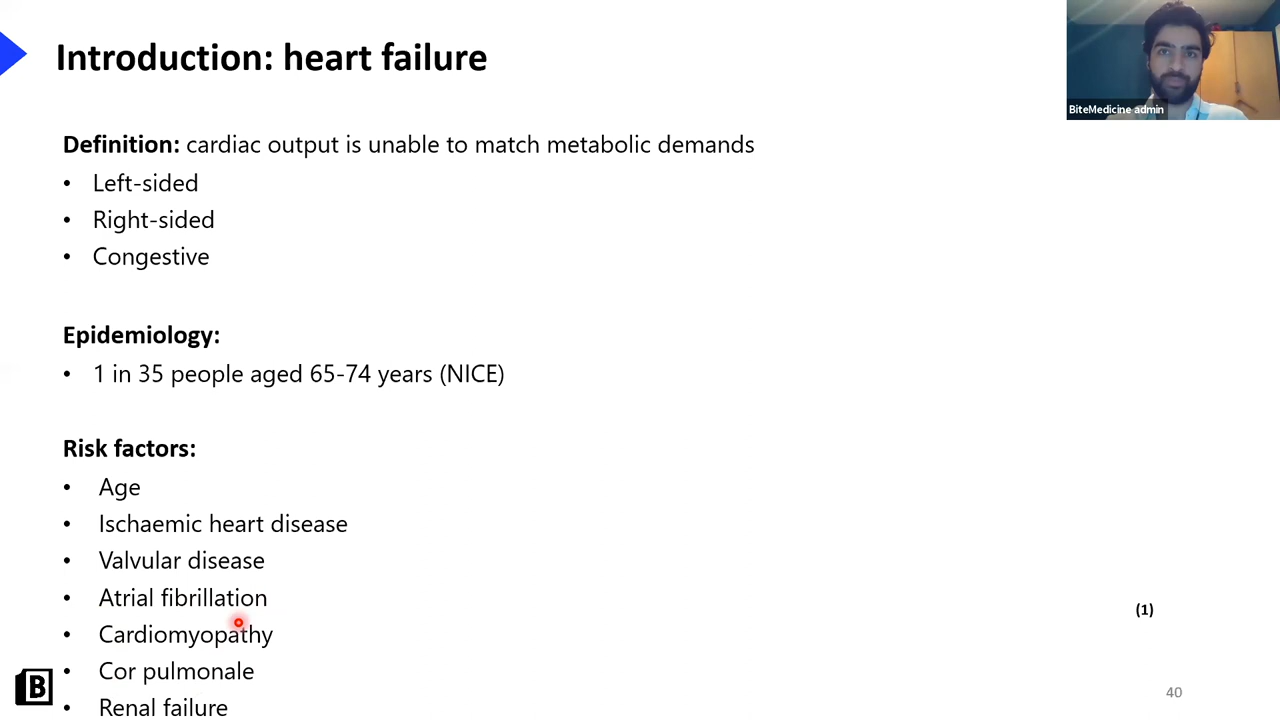 Introduction: heart failure
BiteMedicine admin
Definition: cardiac output is unable to match metabolic demands
• Left-sided
• Right-sided
• Congestive
Epidemiology:
• 1 in 35 people aged 65-74 years (NICE)
Risk factors:
• Age
• Ischaemic heart disease
• Valvular disease
• Atrial fibrillation
• Cardiomyopathy
• Cor pulmonale
• Renal failure
(1)
B
40